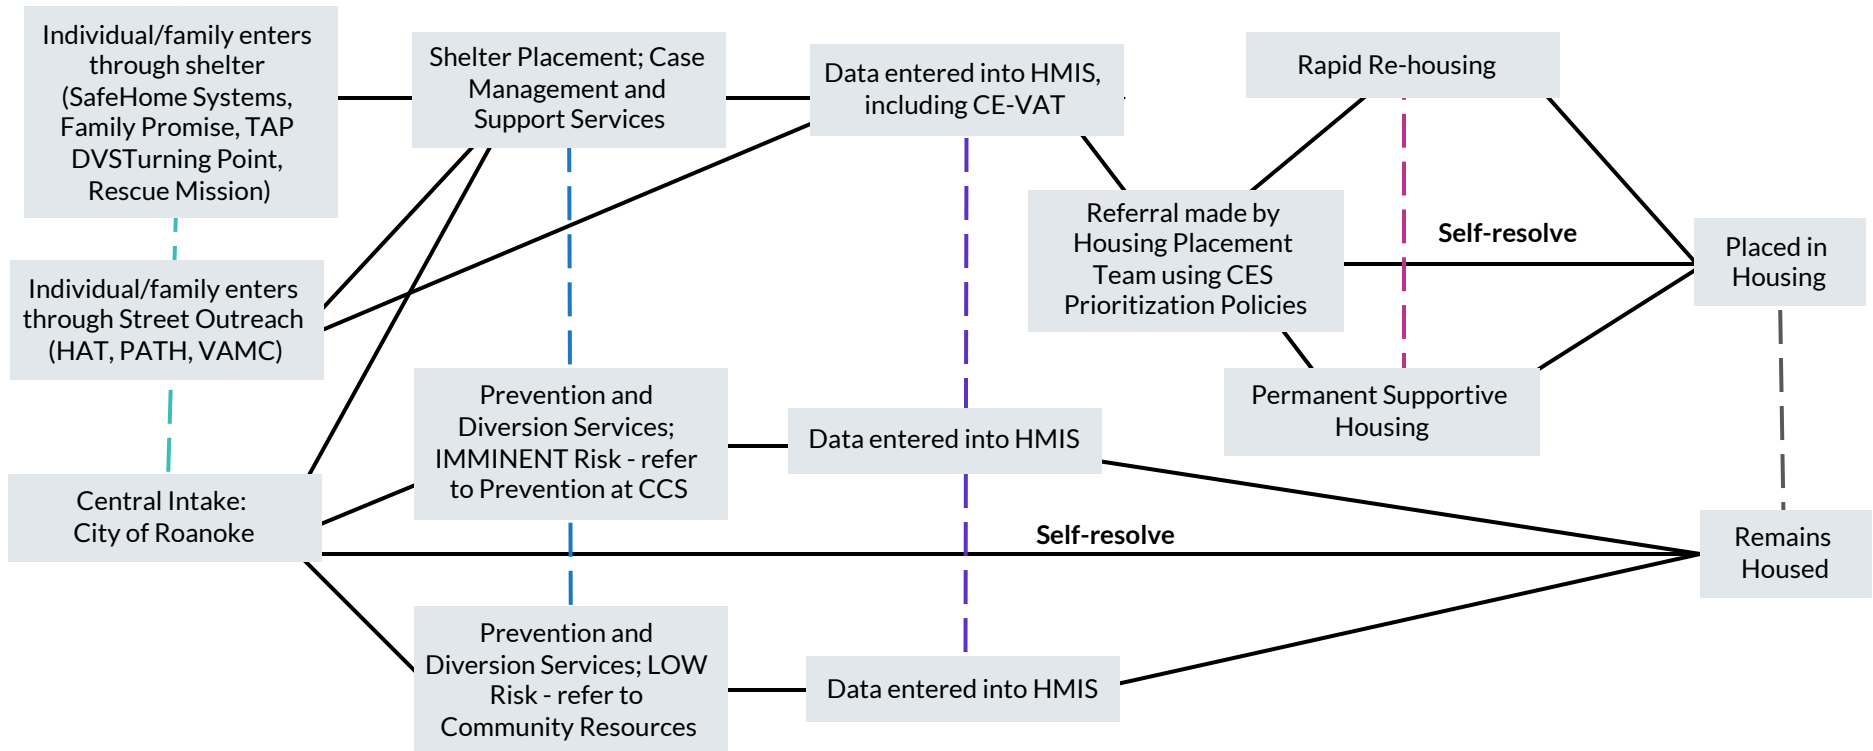 Individual/family enters
through shelter
(SafeHome Systems,
Family Promise, TAP
DVSTurning Point,
Rescue Mission)
Shelter Placement; Case
Management and
Support Services
Data entered into HMIS,
including CE-VAT
Rapid Re-housing
Individual/family enters
through Street Outreach
(HAT, PATH, VAMC)
Referral made by
Housing Placement
Team using CES
Prioritization Policies
Self-resolve
Placed in
Housing
Prevention and
Diversion Services;
IMMINENT Risk - refer
to Prevention at CCS
Data entered into HMIS
Permanent Supportive
Housing
Central Intake:
City of Roanoke
Self-resolve
Remains
Housed
Prevention and
Diversion Services; LOW
Risk - refer to
Community Resources
Data entered into HMIS